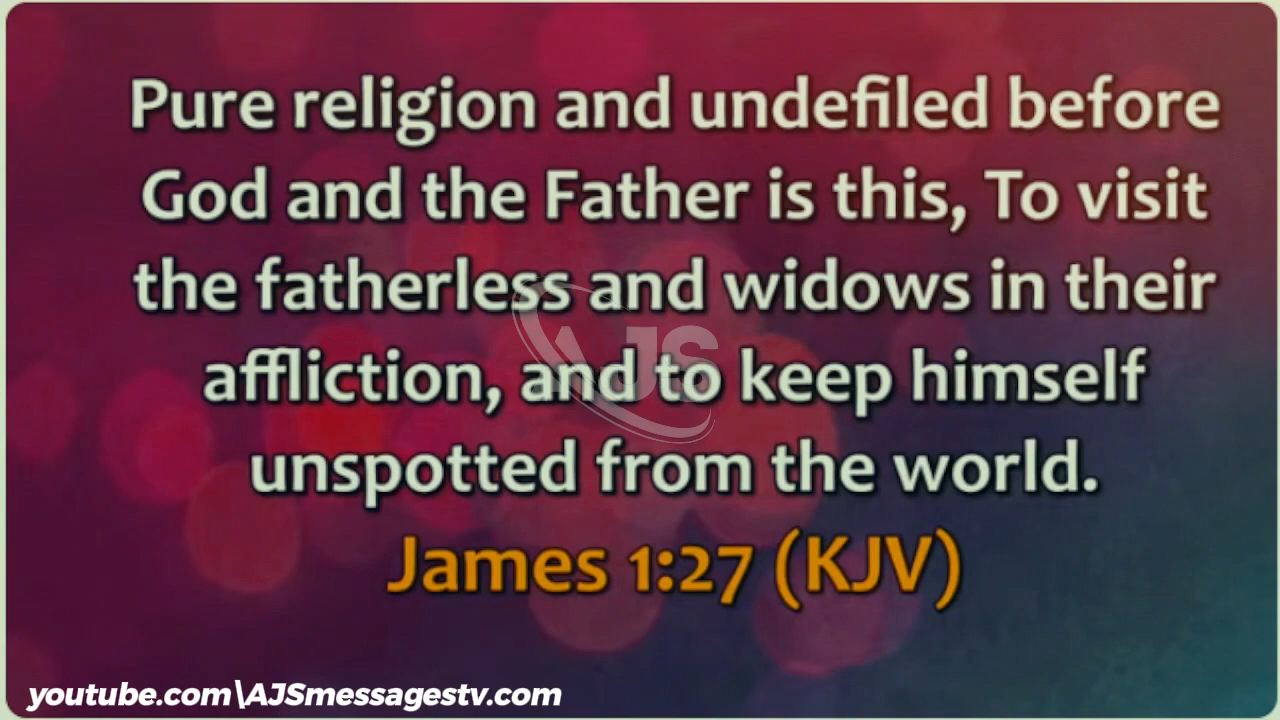 Pure religion and undefiled before
God and the Father is this, To visit
the fatherless and widows in their
affliction, and to keep himself
unspotted from the world.
James 1:27 (KJV)
AJS
youtube.com\AJSmessagestv.com